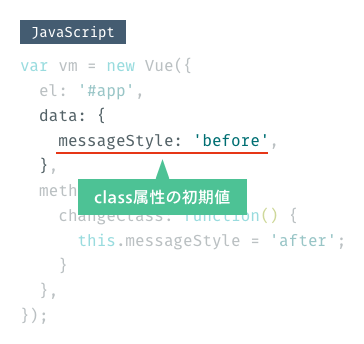 JavaScript
var vm = new Vue({
el: '#app',
data: {
messageStyle: 'before',
},
class属性の初期値
meth
changeClass: function() {
this.messageStyle = 'after';
}
},
});